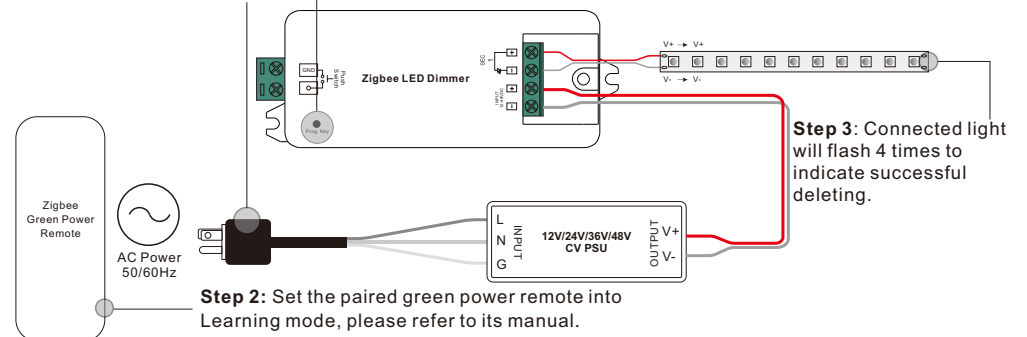 V+ → V+
V- → V-
SEC
1
+
-
+
-
GND
Push
Switch
Zigbee LED Dimmer
Prog. Key
Step 3: Connected light
will flash 4 times to
indicate successful
deleting.
Zigbee
Green Power
Remote
AC Power
50/60Hz
L
N
G
INPUT
12V/24V/36V/48V
CV PSU
OUTPUT
V+
V-
Step 2: Set the paired green power remote into
Learning mode, please refer to its manual.